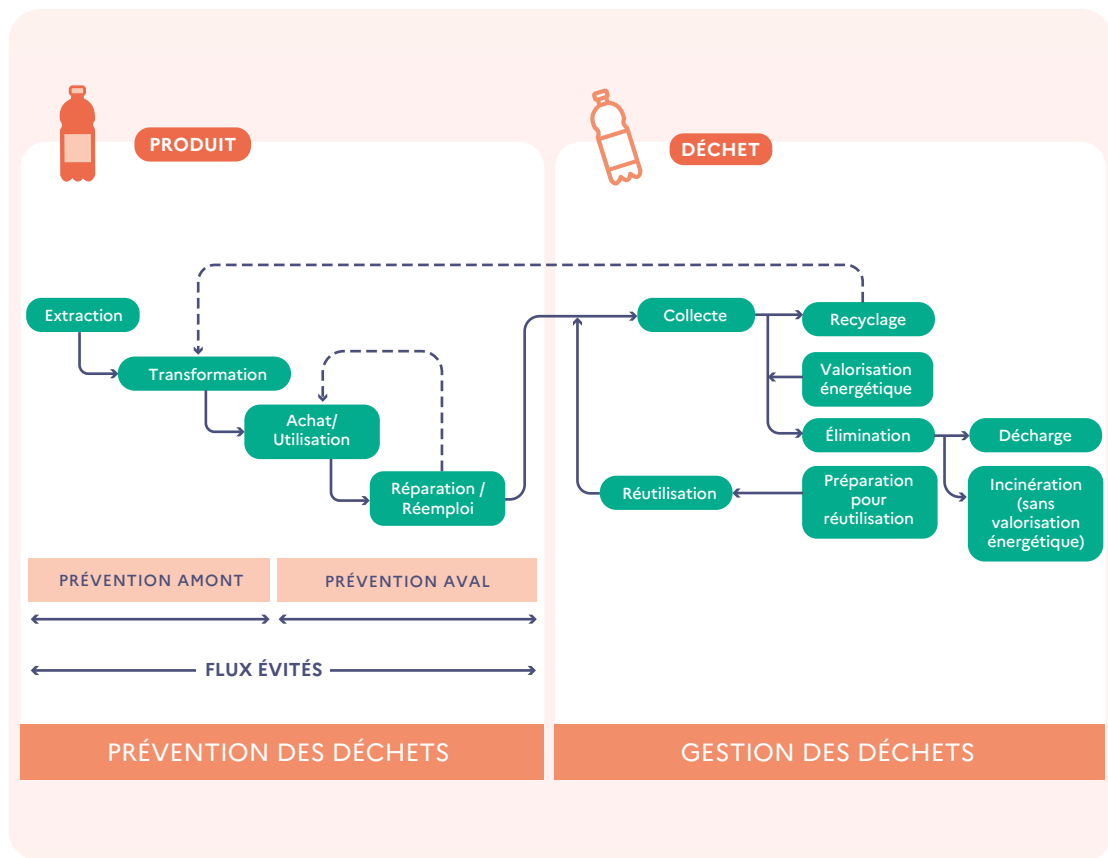 PRODUIT
DÉCHET
Extraction
Transformation
Achat/
Utilisation
Réparation /
Réemploi
Collecte
Recyclage
Valorisation
énergétique
Élimination
Décharge
Réutilisation
Préparation
pour
réutilisation
Incinération
(sans
valorisation
énergétique)
PRÉVENTION AMONT
PRÉVENTION AVAL
FLUX ÉVITÉS
PRÉVENTION DES DÉCHETS
GESTION DES DÉCHETS